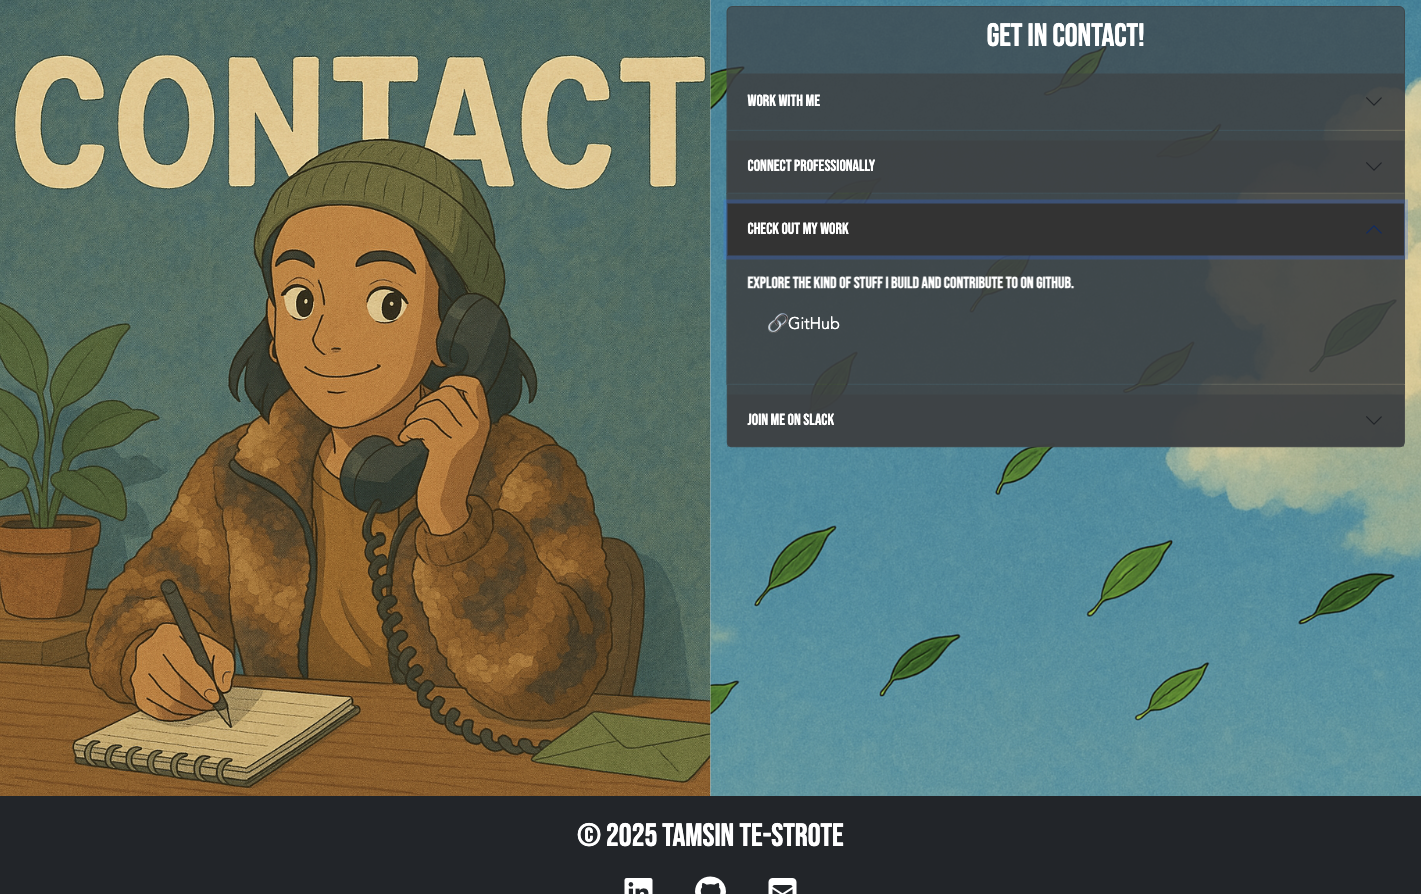 CONTACT
GET IN CONTACT!
WORK WITH ME
CONNECT PROFESSIONALLY
CHECK OUT MY WORK
EXPLORE THE KIND OF STUFF I BUILD AND CONTRIBUTE TO ON GITHUB.
🔗GitHub
JOIN ME ON SLACK
© 2025 TAMSIN TE-STROTE
in